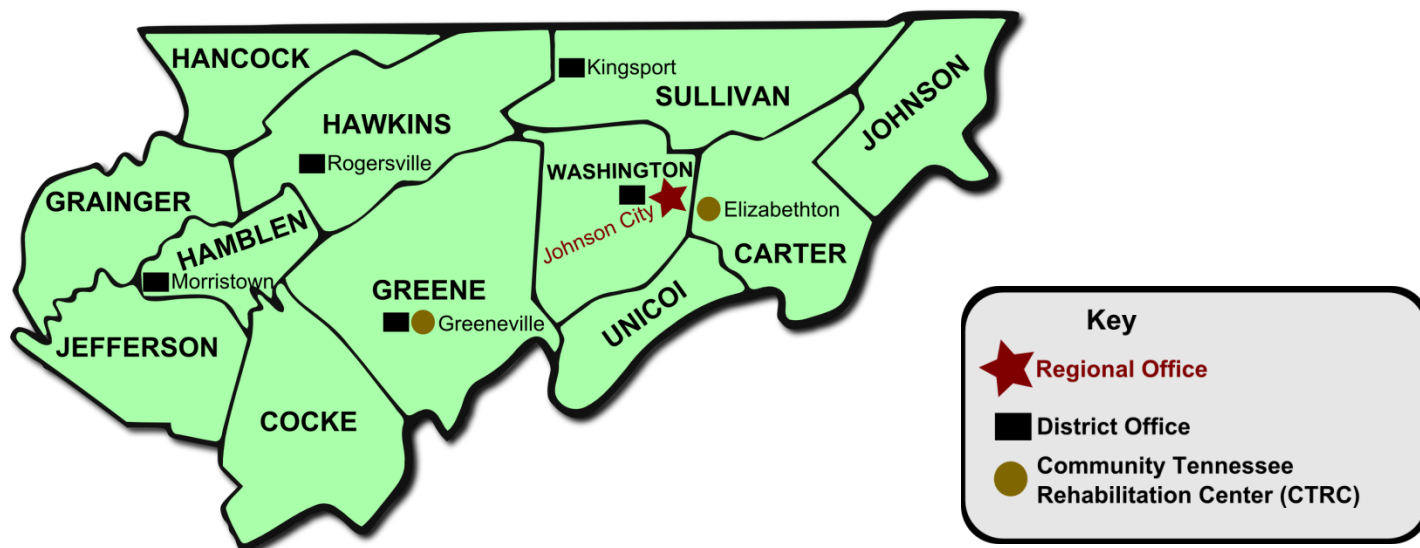 HANCOCK
Kingsport
SULLIVAN
JOHNSON
HAWKINS
Rogersville
WASHINGTON
GRAINGER
Johnson City
Elizabethton
HAMBLEN
CARTER
Morristown
GREENE
Greeneville
UNICOI
JEFFERSON
COCKE
Key
Regional Office
District Office
Community Tennessee
Rehabilitation Center (CTRC)